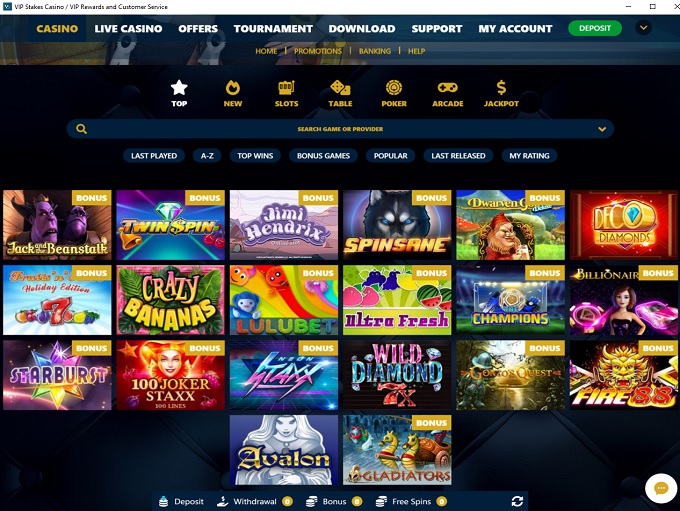 VIP Stakes Casino / VIP Rewards and Customer Service
CASINO LIVE CASINO OFFERS TOURNAMENT DOWNLOAD SUPPORT MY ACCOUNT DEPOSIT
HOME | PROMOTIONS | BANKING | HELP
TOP NEW SLOTS TABLE POKER ARCADE JACKPOT
SEARCH GAME OR PROVIDER
LAST PLAYED A-Z TOP WINS BONUS GAMES POPULAR LAST RELEASED MY RATING
BONUS BONUS BONUS BONUS BONUS
Jack and the Beanstalk
TWIN SPIN
Jimi Hendrix
SPINSANE
Dwarven
DECO DIAMONDS
BONUS BONUS BONUS BONUS BONUS BONUS
Fruits'n'
Holiday Edition
CRAZY BANANAS
LULUBET
Ultra Fresh
CHAMPIONS
BILLIONAIR
BONUS BONUS BONUS BONUS BONUS
STARBURST
100 JOKER STAXX
100 LINES
NEON STAXX
WILD DIAMOND 7X
Gonzo's Quest
FIRE 88
BONUS
Avalon
GLADIATORS
Deposit Withdrawal 0 Bonus 0 Free Spins 0